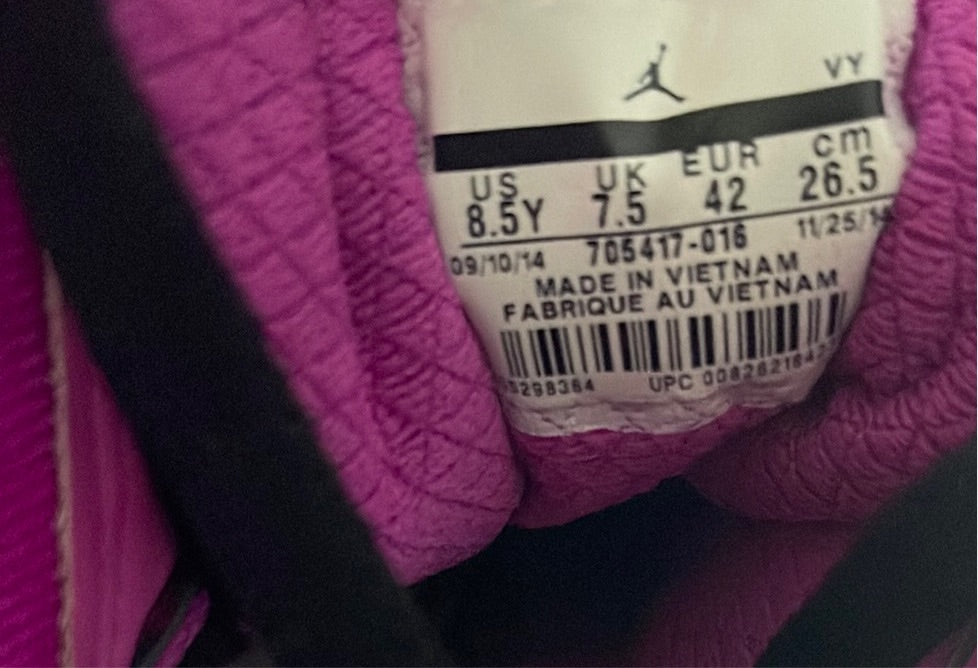 VY
US UK EUR cm
8.5Y 7.5 42 26.5
09/10/14 705417-016
MADE IN VIETNAM
FABRIQUE AU VIETNAM
UPC